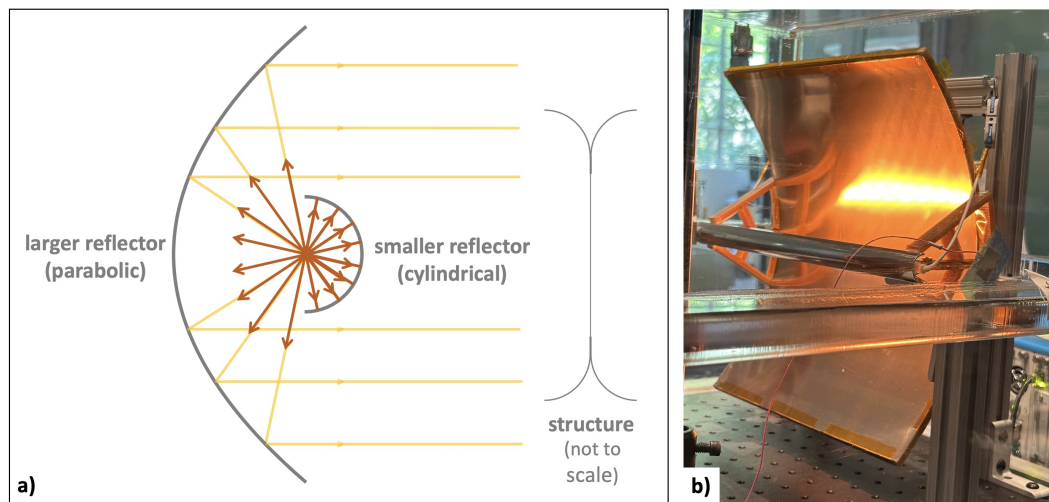 larger reflector
(parabolic)
smaller reflector
(cylindrical)
structure
(not to
scale)
a)
b)